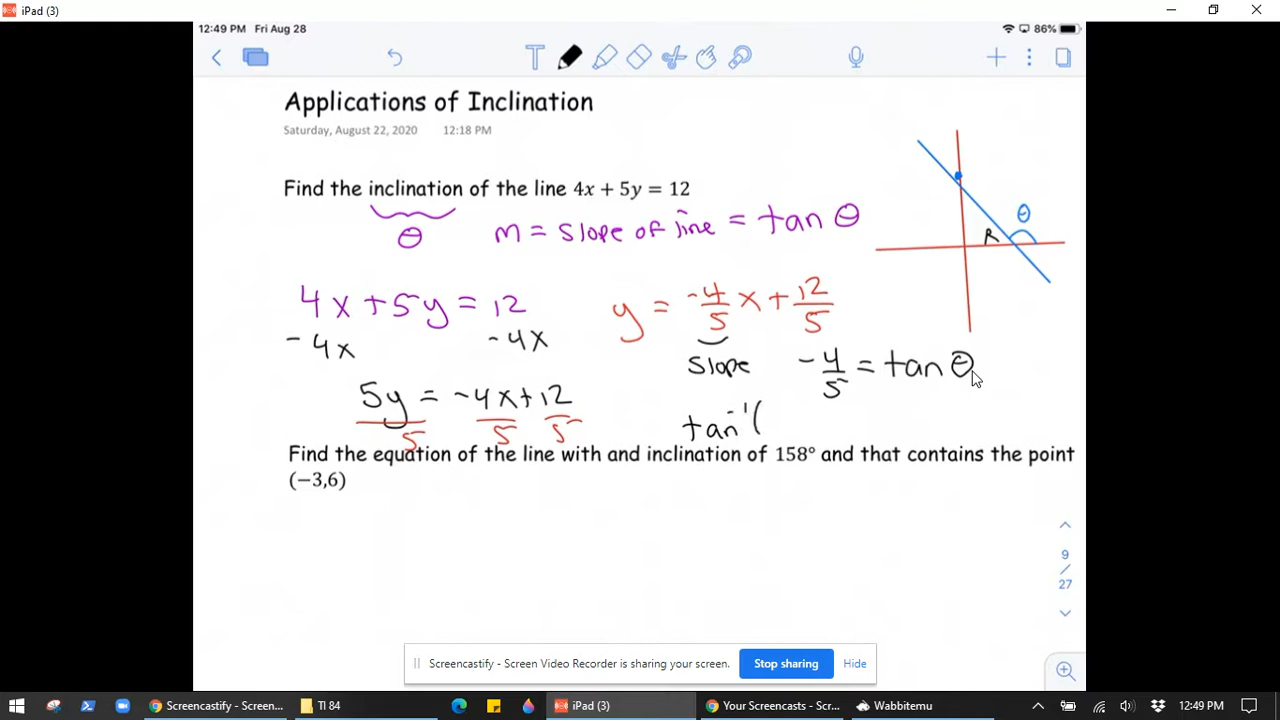 iPad (3)
12:49 PM Fri Aug 28
86%
T
Applications of Inclination
Saturday, August 22, 2020 12:18 PM
Find the inclination of the line 4x + 5y = 12
θ
m = Slope of line = tan θ
θ
R
4x + 5y = 12
y = -4/5 x + 12/5
- 4x - 4x
Slope
- 4/5 = tan θ
5y = -4x + 12
5 5 5
tan⁻¹(
Find the equation of the line with and inclination of 158° and that contains the point
(−3,6)
9
/
27
Screencastify - Screen Video Recorder is sharing your screen. Stop sharing Hide
Screencastify - Screen... TI 84 iPad (3) Your Screencasts - Scr... Wabbitemu 12:49 PM